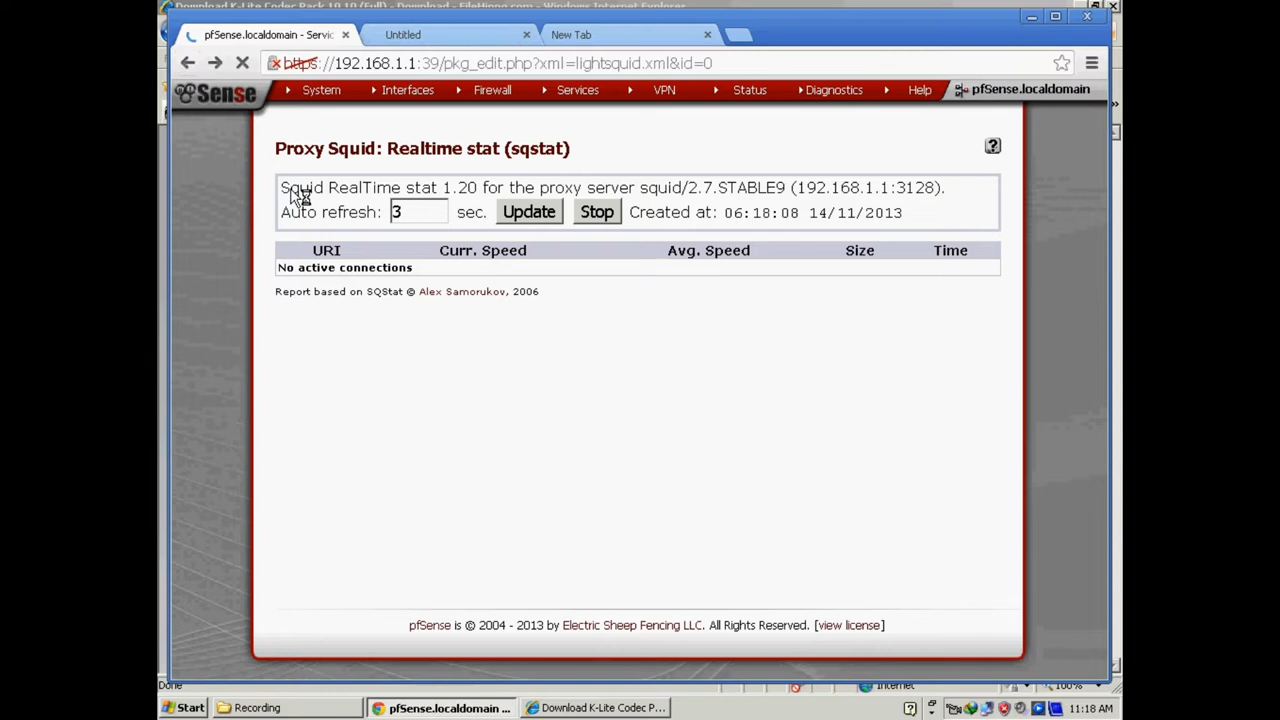 Download K-Lite Codec Pack 10.10 (Full) - FileHippo.com - Windows Internet Explorer
pfSense.localdomain - Servic
Untitled
New Tab
https://192.168.1.1:39/pkg_edit.php?xml=lightsquid.xml&id=0
Sense
System
Interfaces
Firewall
Services
VPN
Status
Diagnostics
Help
pfSense.localdomain
Proxy Squid: Realtime stat (sqstat)
?
Squid RealTime stat 1.20 for the proxy server squid/2.7.STABLE9 (192.168.1.1:3128).
Auto refresh: 3 sec. Update Stop Created at: 06:18:08 14/11/2013
URI Curr. Speed Avg. Speed Size Time
No active connections
Report based on SQStat © Alex Samorukov, 2006
pfSense is © 2004 - 2013 by Electric Sheep Fencing LLC. All Rights Reserved. [view license]
Done
Internet
100%
Start
Recording
pfSense.localdomain ...
Download K-Lite Codec P...
11:18 AM